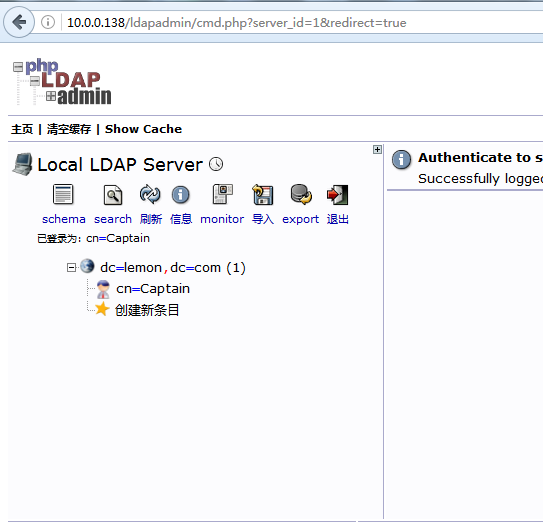 10.0.0.138/ldapadmin/cmd.php?server_id=1&redirect=true
php
LDAP
admin
主页 | 清空缓存 | Show Cache
Local LDAP Server
schema search 刷新 信息 monitor 导入 export 退出
已登录为: cn=Captain
dc=lemon,dc=com (1)
cn=Captain
创建新条目
Authenticate to s
Successfully logged